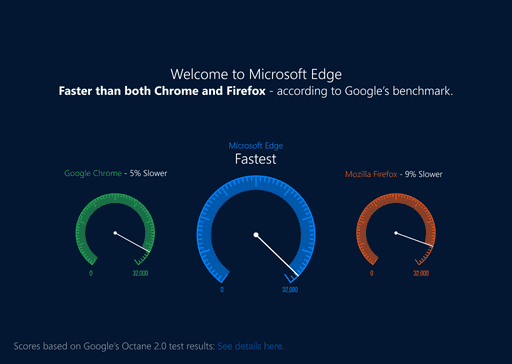 Welcome to Microsoft Edge
Faster than both Chrome and Firefox - according to Google's benchmark.
Microsoft Edge
Fastest
Google Chrome - 5% Slower
Mozilla Firefox - 9% Slower
0
32,000
0
32,000
0
32,000
Scores based on Google's Octane 2.0 test results: See details here.